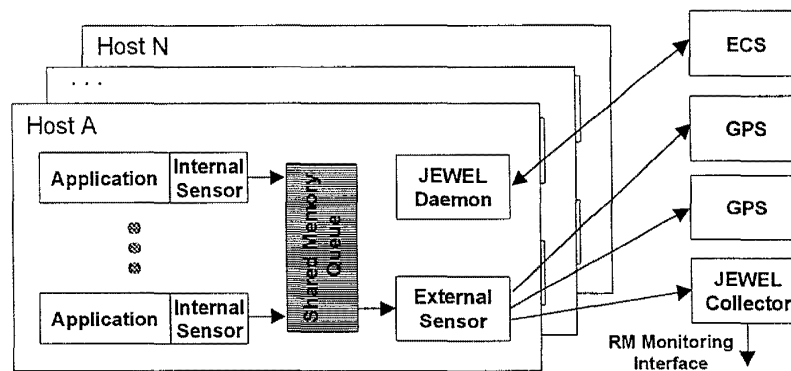 Host N
. . .
Host A
Application
Internal
Sensor
Shared Memory
Queue
JEWEL
Daemon
Application
Internal
Sensor
External
Sensor
ECS
GPS
GPS
JEWEL
Collector
RM Monitoring
Interface